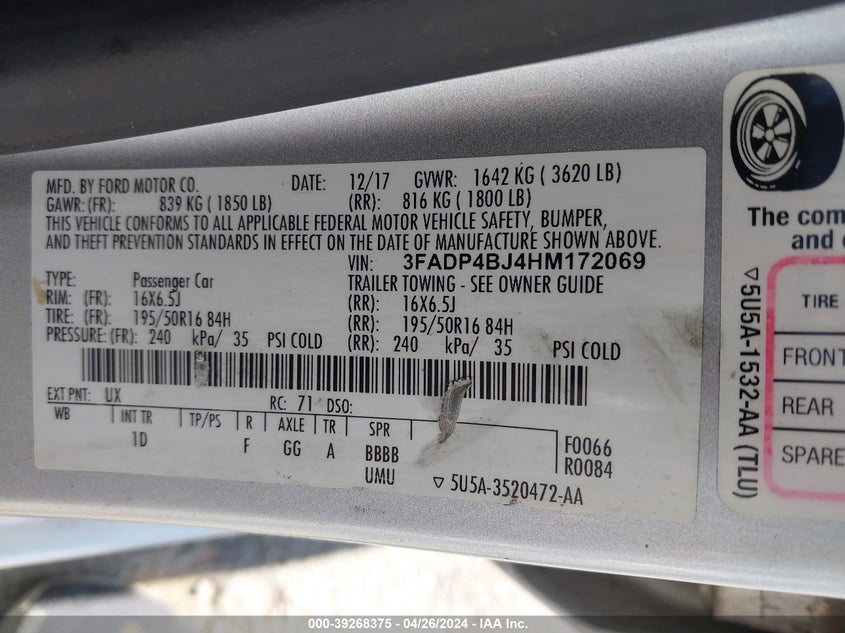 MFD. BY FORD MOTOR CO. DATE: 12/17 GVWR: 1642 KG ( 3620 LB)
GAWR: (FR): 839 KG ( 1850 LB) (RR): 816 KG ( 1800 LB)
THIS VEHICLE CONFORMS TO ALL APPLICABLE FEDERAL MOTOR VEHICLE SAFETY, BUMPER,
AND THEFT PREVENTION STANDARDS IN EFFECT ON THE DATE OF MANUFACTURE SHOWN ABOVE.
VIN: 3FADP4BJ4HM172069
TYPE: Passenger Car TRAILER TOWING - SEE OWNER GUIDE
RIM: (FR): 16X6.5J (RR): 16X6.5J
TIRE: (FR): 195/50R16 84H (RR): 195/50R16 84H
PRESSURE: (FR): 240 kPa/ 35 PSI COLD (RR): 240 kPa/ 35 PSI COLD
EXT PNT: UX RC: 71 DSO:
WB INT TR TP/PS R AXLE TR SPR
1D F GG A BBBB F0066
UMU R0084
▽ 5U5A-3520472-AA
The com
and c
TIRE
FRONT
REAR
SPARE
▽5U5A-1532-AA (TLU)
000-39268375 - 04/26/2024 - IAA Inc.